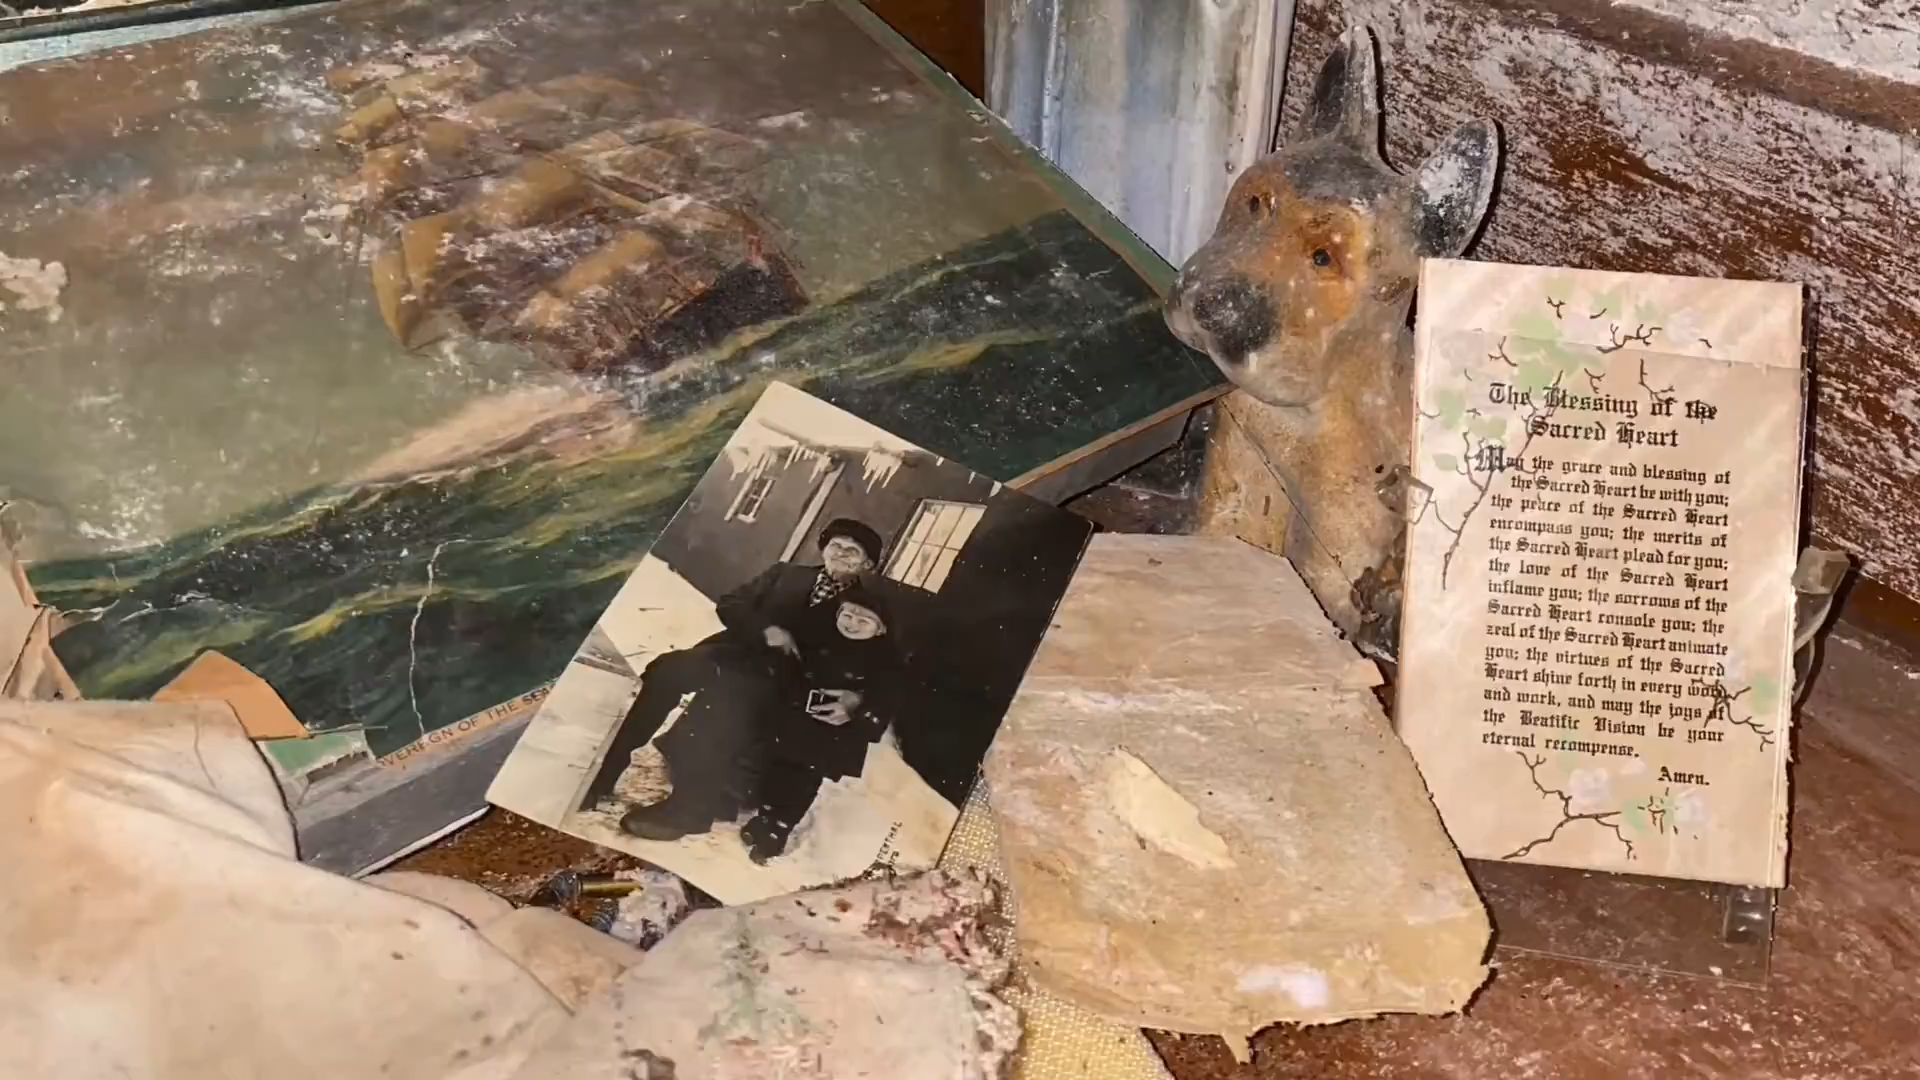 OF THE SEA
The Blessing of the
Sacred Heart
May the grace and blessing of
the Sacred Heart be with you;
the peace of the Sacred Heart
encompass you; the merits of
the Sacred Heart plead for you;
the love of the Sacred Heart
inflame you; the sorrows of the
Sacred Heart console you; the
zeal of the Sacred Heart animate
you; the virtues of the Sacred
Heart shine forth in every word
and work, and may the joys of
the Beatific Vision be your
eternal recompense.
Amen.